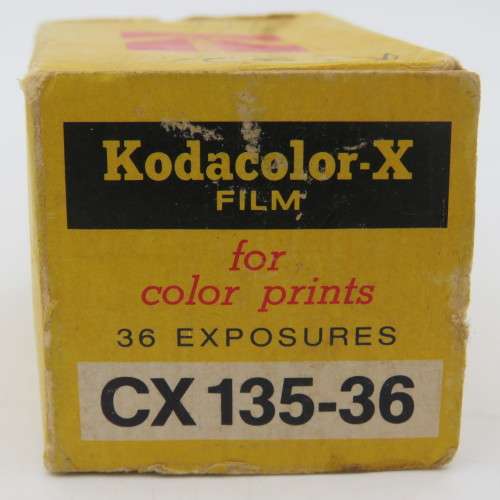 Kodacolor-X
FILM
for
color prints
36 EXPOSURES
CX 135-36